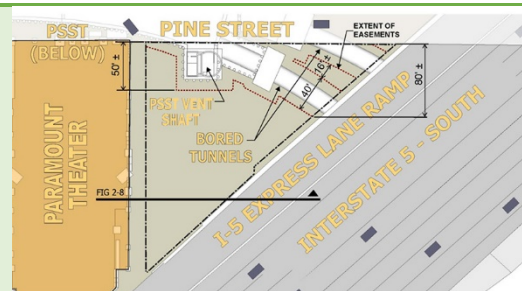 PSST
(BELOW)
PINE STREET
EXTENT OF
EASEMENTS
50' ±
16' ±
40' ±
80' ±
PSST VENT
SHAFT
BORED
TUNNELS
PARAMOUNT
THEATER
FIG 2-8
I-5 EXPRESS LANE RAMP
INTERSTATE 5 - SOUTH